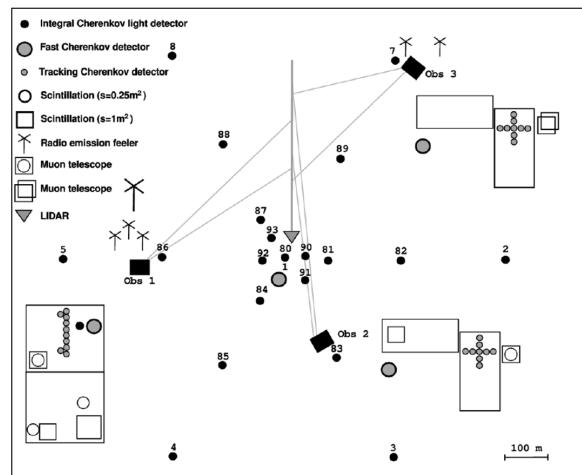 Integral Cherenkov light detector
Fast Cherenkov detector
Tracking Cherenkov detector
Scintillation (s=0.25m²)
Scintillation (s=1m²)
Radio emission feeler
Muon telescope
Muon telescope
LIDAR
8
7
Obs 3
88
89
87
93
5
86
92
80
90
81
82
2
1
91
Obs 1
84
Obs 2
83
85
4
3
100 m